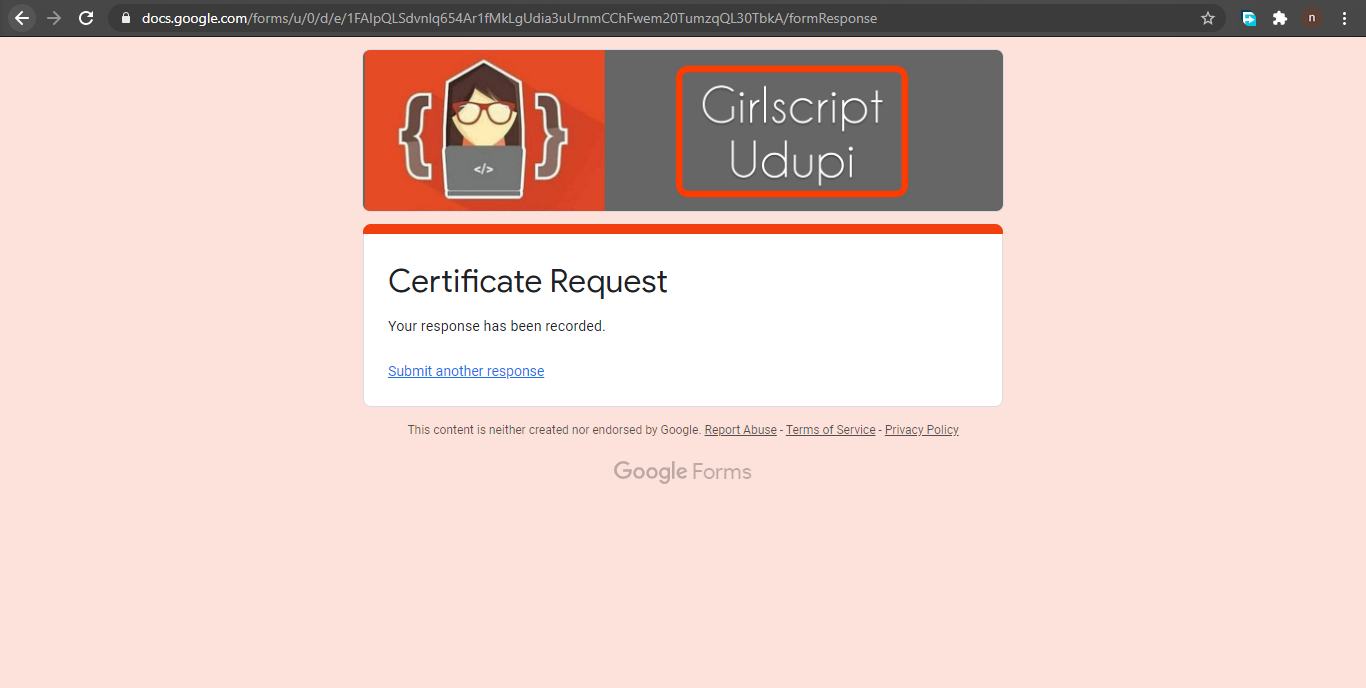 docs.google.com/forms/u/0/d/e/1FAIpQLSdvnlq654Ar1fMkLgUdia3uUrnmCChFwem20TumzqQL30TbkA/formResponse
n
</>
Girlscript
Udupi
Certificate Request
Your response has been recorded.
Submit another response
This content is neither created nor endorsed by Google. Report Abuse - Terms of Service - Privacy Policy
Google Forms